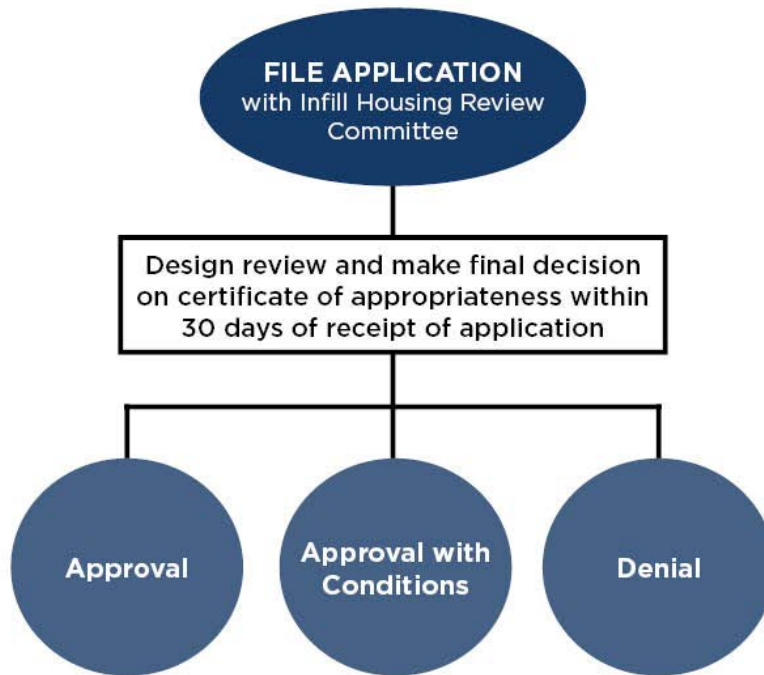 FILE APPLICATION
with Infill Housing Review
Committee
Design review and make final decision
on certificate of appropriateness within
30 days of receipt of application
Approval
Approval with
Conditions
Denial